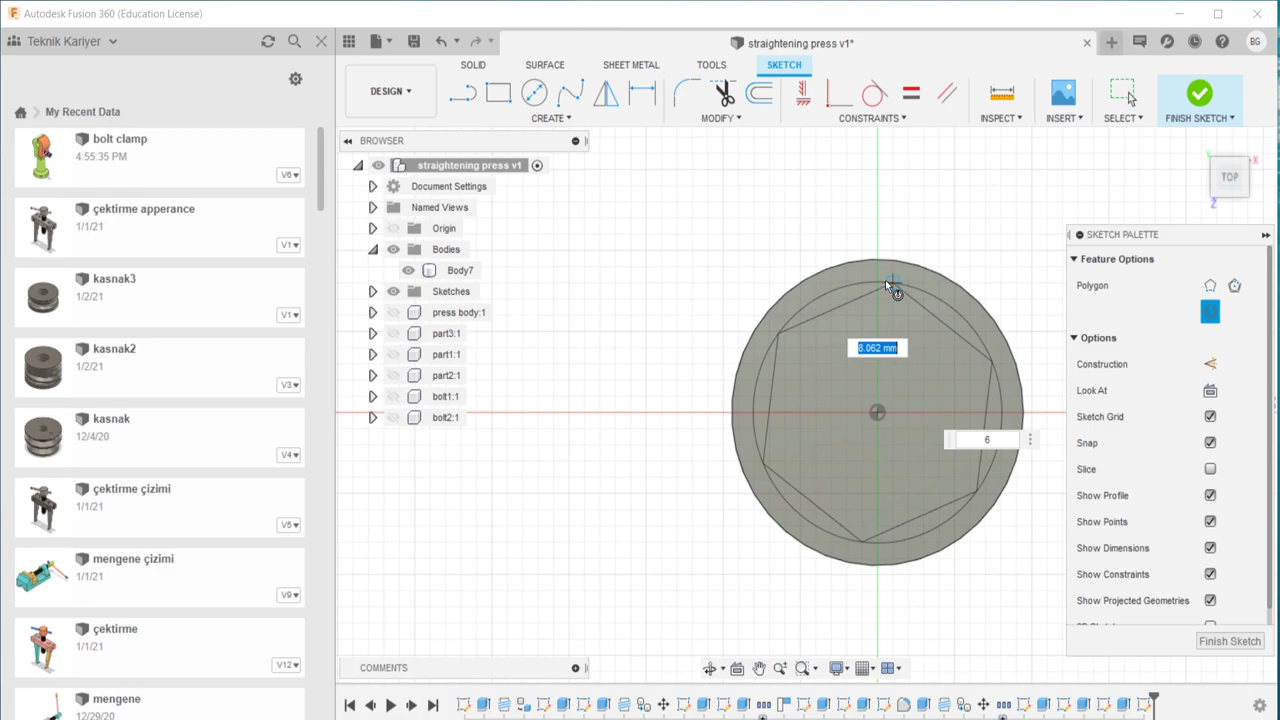 Autodesk Fusion 360 (Education License)
Teknik Kariyer
straightening press v1*
BG
SOLID SURFACE SHEET METAL TOOLS SKETCH
DESIGN
CREATE MODIFY CONSTRAINTS INSPECT INSERT SELECT FINISH SKETCH
My Recent Data
bolt clamp
4:55:35 PM
V6
çektirme apperance
1/1/21
V1
kasnak3
1/2/21
V1
kasnak2
1/2/21
V3
kasnak
12/4/20
V4
çektirme çizimi
1/1/21
V5
mengene çizimi
1/1/21
V9
çektirme
1/1/21
V12
mengene
12/29/20
BROWSER
straightening press v1
Document Settings
Named Views
Origin
Bodies
Body7
Sketches
press body:1
part3:1
part1:1
part2:1
bolt1:1
bolt2:1
8.062 mm
6
X
TOP
Z
SKETCH PALETTE
Feature Options
Polygon
Options
Construction
Look At
Sketch Grid
Snap
Slice
Show Profile
Show Points
Show Dimensions
Show Constraints
Show Projected Geometries
Finish Sketch
COMMENTS